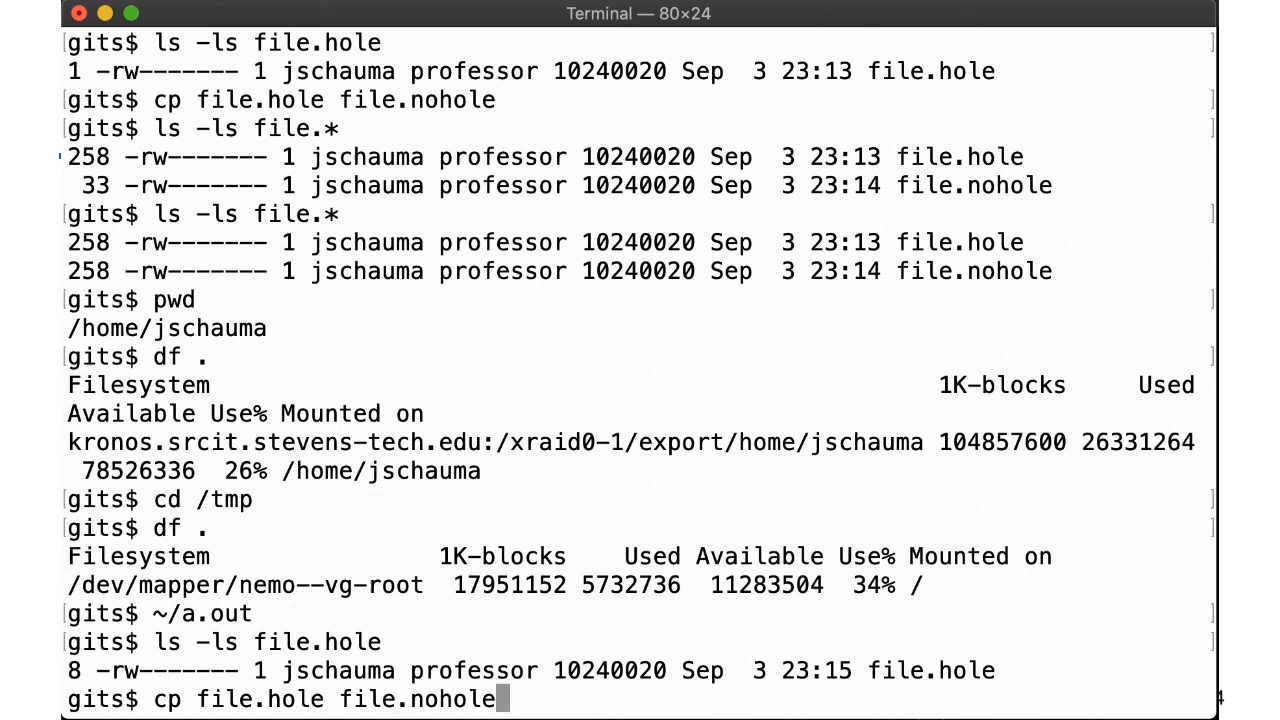 Terminal — 80×24
gits$ ls -ls file.hole
1 -rw------- 1 jschauma professor 10240020 Sep  3 23:13 file.hole
gits$ cp file.hole file.nohole
gits$ ls -ls file.*
258 -rw------- 1 jschauma professor 10240020 Sep  3 23:13 file.hole
 33 -rw------- 1 jschauma professor 10240020 Sep  3 23:14 file.nohole
gits$ ls -ls file.*
258 -rw------- 1 jschauma professor 10240020 Sep  3 23:13 file.hole
258 -rw------- 1 jschauma professor 10240020 Sep  3 23:14 file.nohole
gits$ pwd
/home/jschauma
gits$ df .
Filesystem                                                   1K-blocks     Used
Available Use% Mounted on
kronos.srcit.stevens-tech.edu:/xraid0-1/export/home/jschauma 104857600 26331264
 78526336  26% /home/jschauma
gits$ cd /tmp
gits$ df .
Filesystem                1K-blocks    Used Available Use% Mounted on
/dev/mapper/nemo--vg-root  17951152 5732736  11283504  34% /
gits$ ~/a.out
gits$ ls -ls file.hole
8 -rw------- 1 jschauma professor 10240020 Sep  3 23:15 file.hole
gits$ cp file.hole file.nohole
4